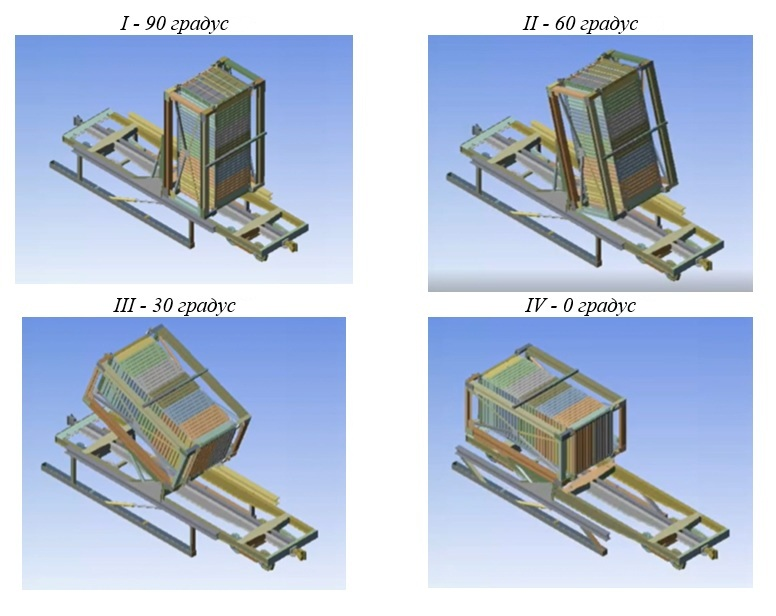 I - 90 градус
II - 60 градус
III - 30 градус
IV - 0 градус